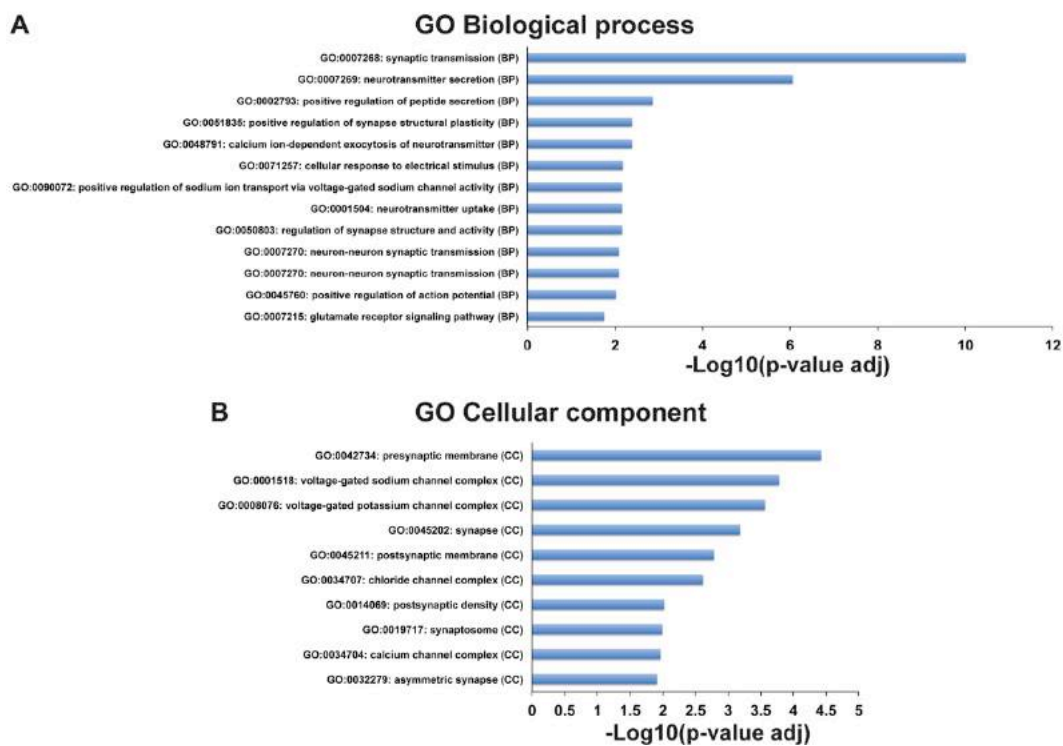 A
GO Biological process
GO:0007268: synaptic transmission (BP)
GO:0007269: neurotransmitter secretion (BP)
GO:0002793: positive regulation of peptide secretion (BP)
GO:0051835: positive regulation of synapse structural plasticity (BP)
GO:0048791: calcium ion-dependent exocytosis of neurotransmitter (BP)
GO:0071257: cellular response to electrical stimulus (BP)
GO:0090072: positive regulation of sodium ion transport via voltage-gated sodium channel activity (BP)
GO:0001504: neurotransmitter uptake (BP)
GO:0050803: regulation of synapse structure and activity (BP)
GO:0007270: neuron-neuron synaptic transmission (BP)
GO:0007270: neuron-neuron synaptic transmission (BP)
GO:0045760: positive regulation of action potential (BP)
GO:0007215: glutamate receptor signaling pathway (BP)
0 2 4 6 8 10 12
-Log10(p-value adj)
B
GO Cellular component
GO:0042734: presynaptic membrane (CC)
GO:0001518: voltage-gated sodium channel complex (CC)
GO:0008076: voltage-gated potassium channel complex (CC)
GO:0045202: synapse (CC)
GO:0045211: postsynaptic membrane (CC)
GO:0034707: chloride channel complex (CC)
GO:0014069: postsynaptic density (CC)
GO:0019717: synaptosome (CC)
GO:0034704: calcium channel complex (CC)
GO:0032279: asymmetric synapse (CC)
0 0.5 1 1.5 2 2.5 3 3.5 4 4.5 5
-Log10(p-value adj)